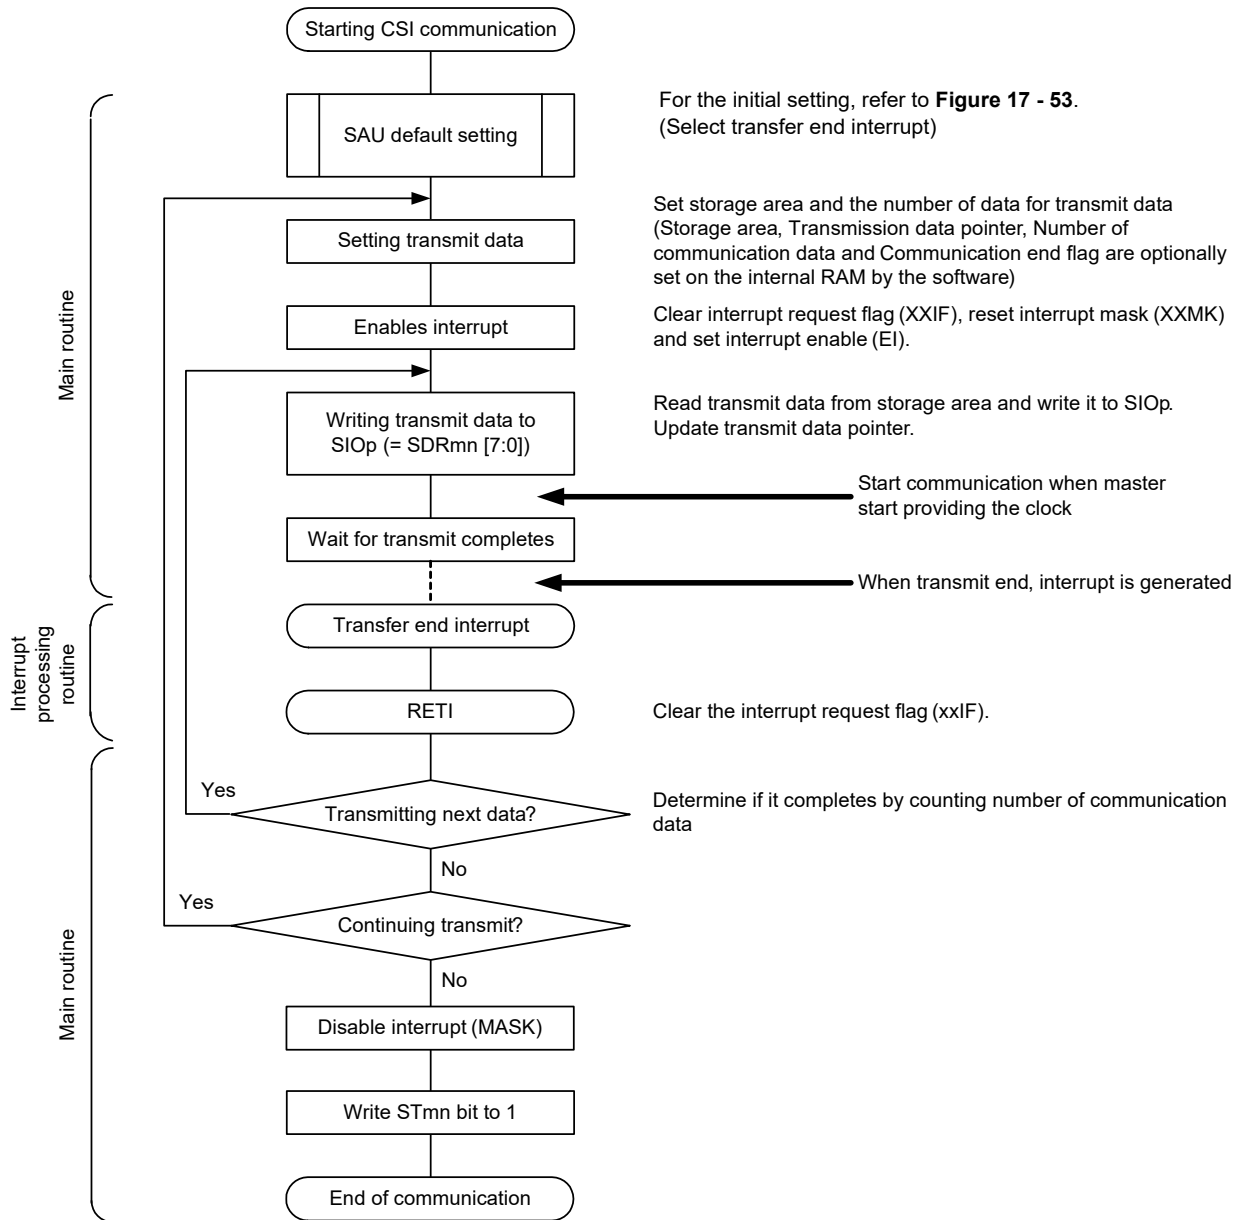 Starting CSI communication
SAU default setting
For the initial setting, refer to Figure 17 - 53.
(Select transfer end interrupt)
Setting transmit data
Set storage area and the number of data for transmit data
(Storage area, Transmission data pointer, Number of
communication data and Communication end flag are optionally
set on the internal RAM by the software)
Main routine
Enables interrupt
Clear interrupt request flag (XXIF), reset interrupt mask (XXMK)
and set interrupt enable (EI).
Writing transmit data to
SIOp (= SDRmn [7:0])
Read transmit data from storage area and write it to SIOp.
Update transmit data pointer.
Start communication when master
start providing the clock
Wait for transmit completes
When transmit end, interrupt is generated
Interrupt
processing
routine
Transfer end interrupt
RETI
Clear the interrupt request flag (xxIF).
Yes
Transmitting next data?
Determine if it completes by counting number of communication
data
No
Yes
Continuing transmit?
No
Main routine
Disable interrupt (MASK)
Write STmn bit to 1
End of communication